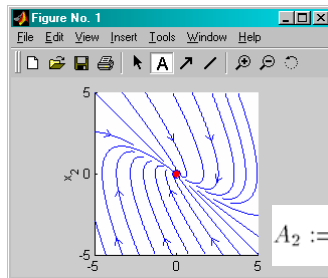 Figure No. 1
File Edit View Insert Tools Window Help
A
5
x2
0
-5
-5 0 5
A₂ :=